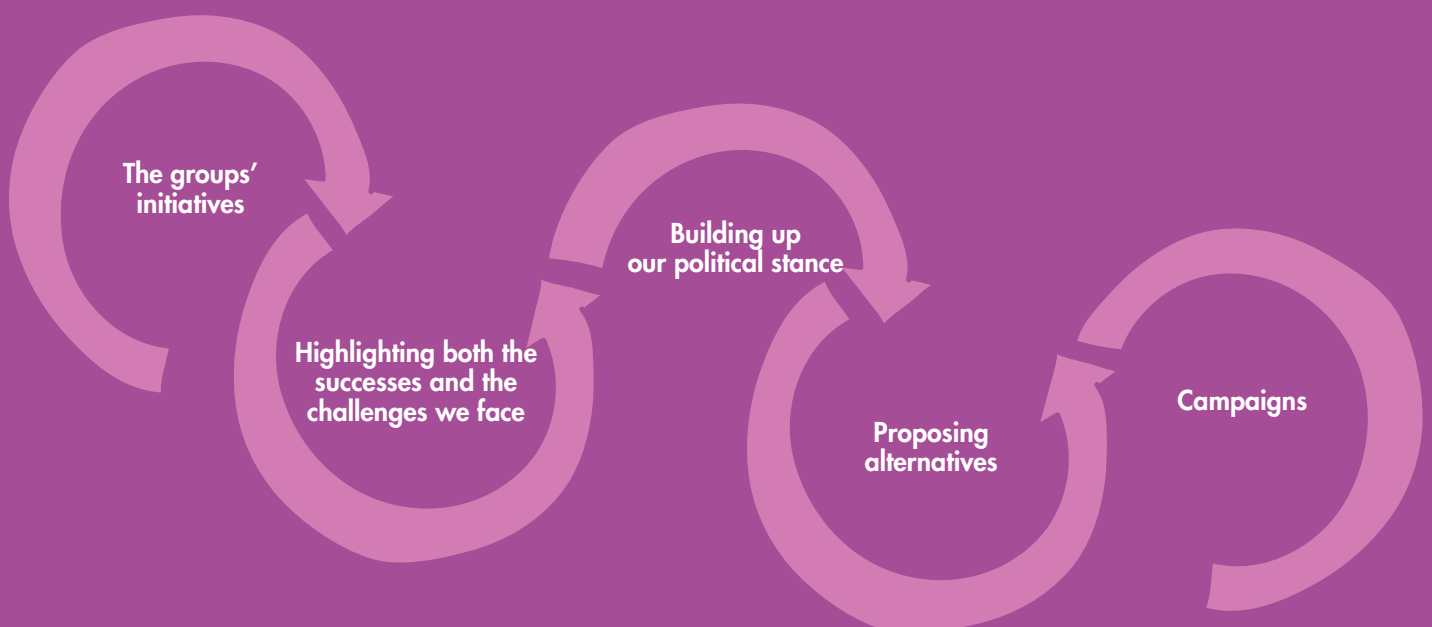 The groups’
initiatives
Highlighting both the
successes and the
challenges we face
Building up
our political stance
Proposing
alternatives
Campaigns